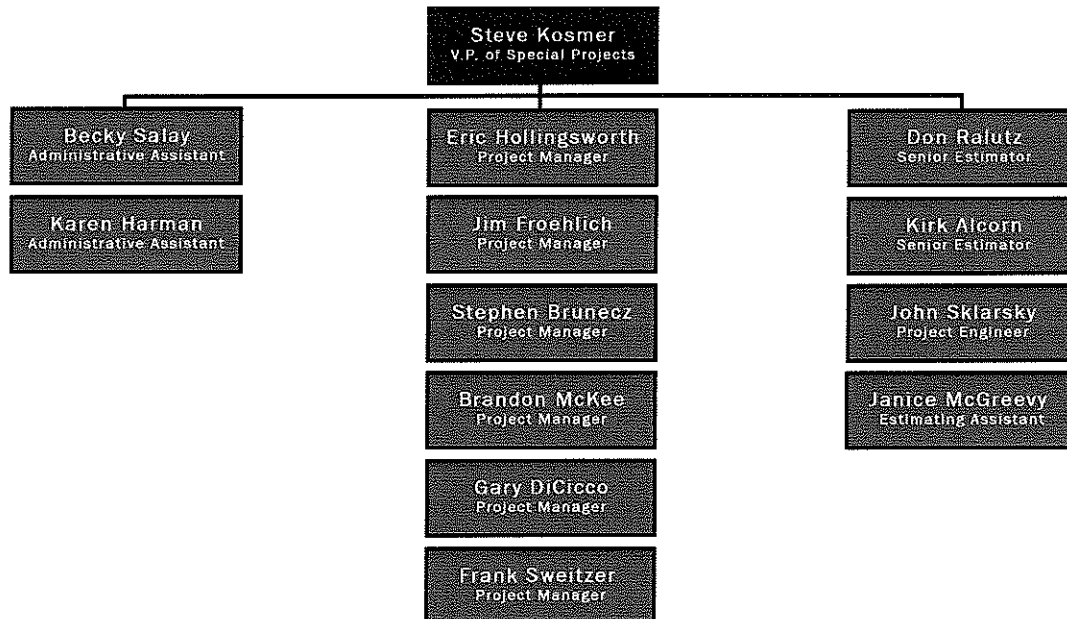 Steve Kosmer
V.P. of Special Projects
Becky Salay
Administrative Assistant
Karen Harman
Administrative Assistant
Eric Hollingsworth
Project Manager
Jim Froehlich
Project Manager
Stephen Brunecz
Project Manager
Brandon McKee
Project Manager
Gary DiCicco
Project Manager
Frank Sweitzer
Project Manager
Don Ralutz
Senior Estimator
Kirk Alcorn
Senior Estimator
John Sklarsky
Project Engineer
Janice McGreevy
Estimating Assistant